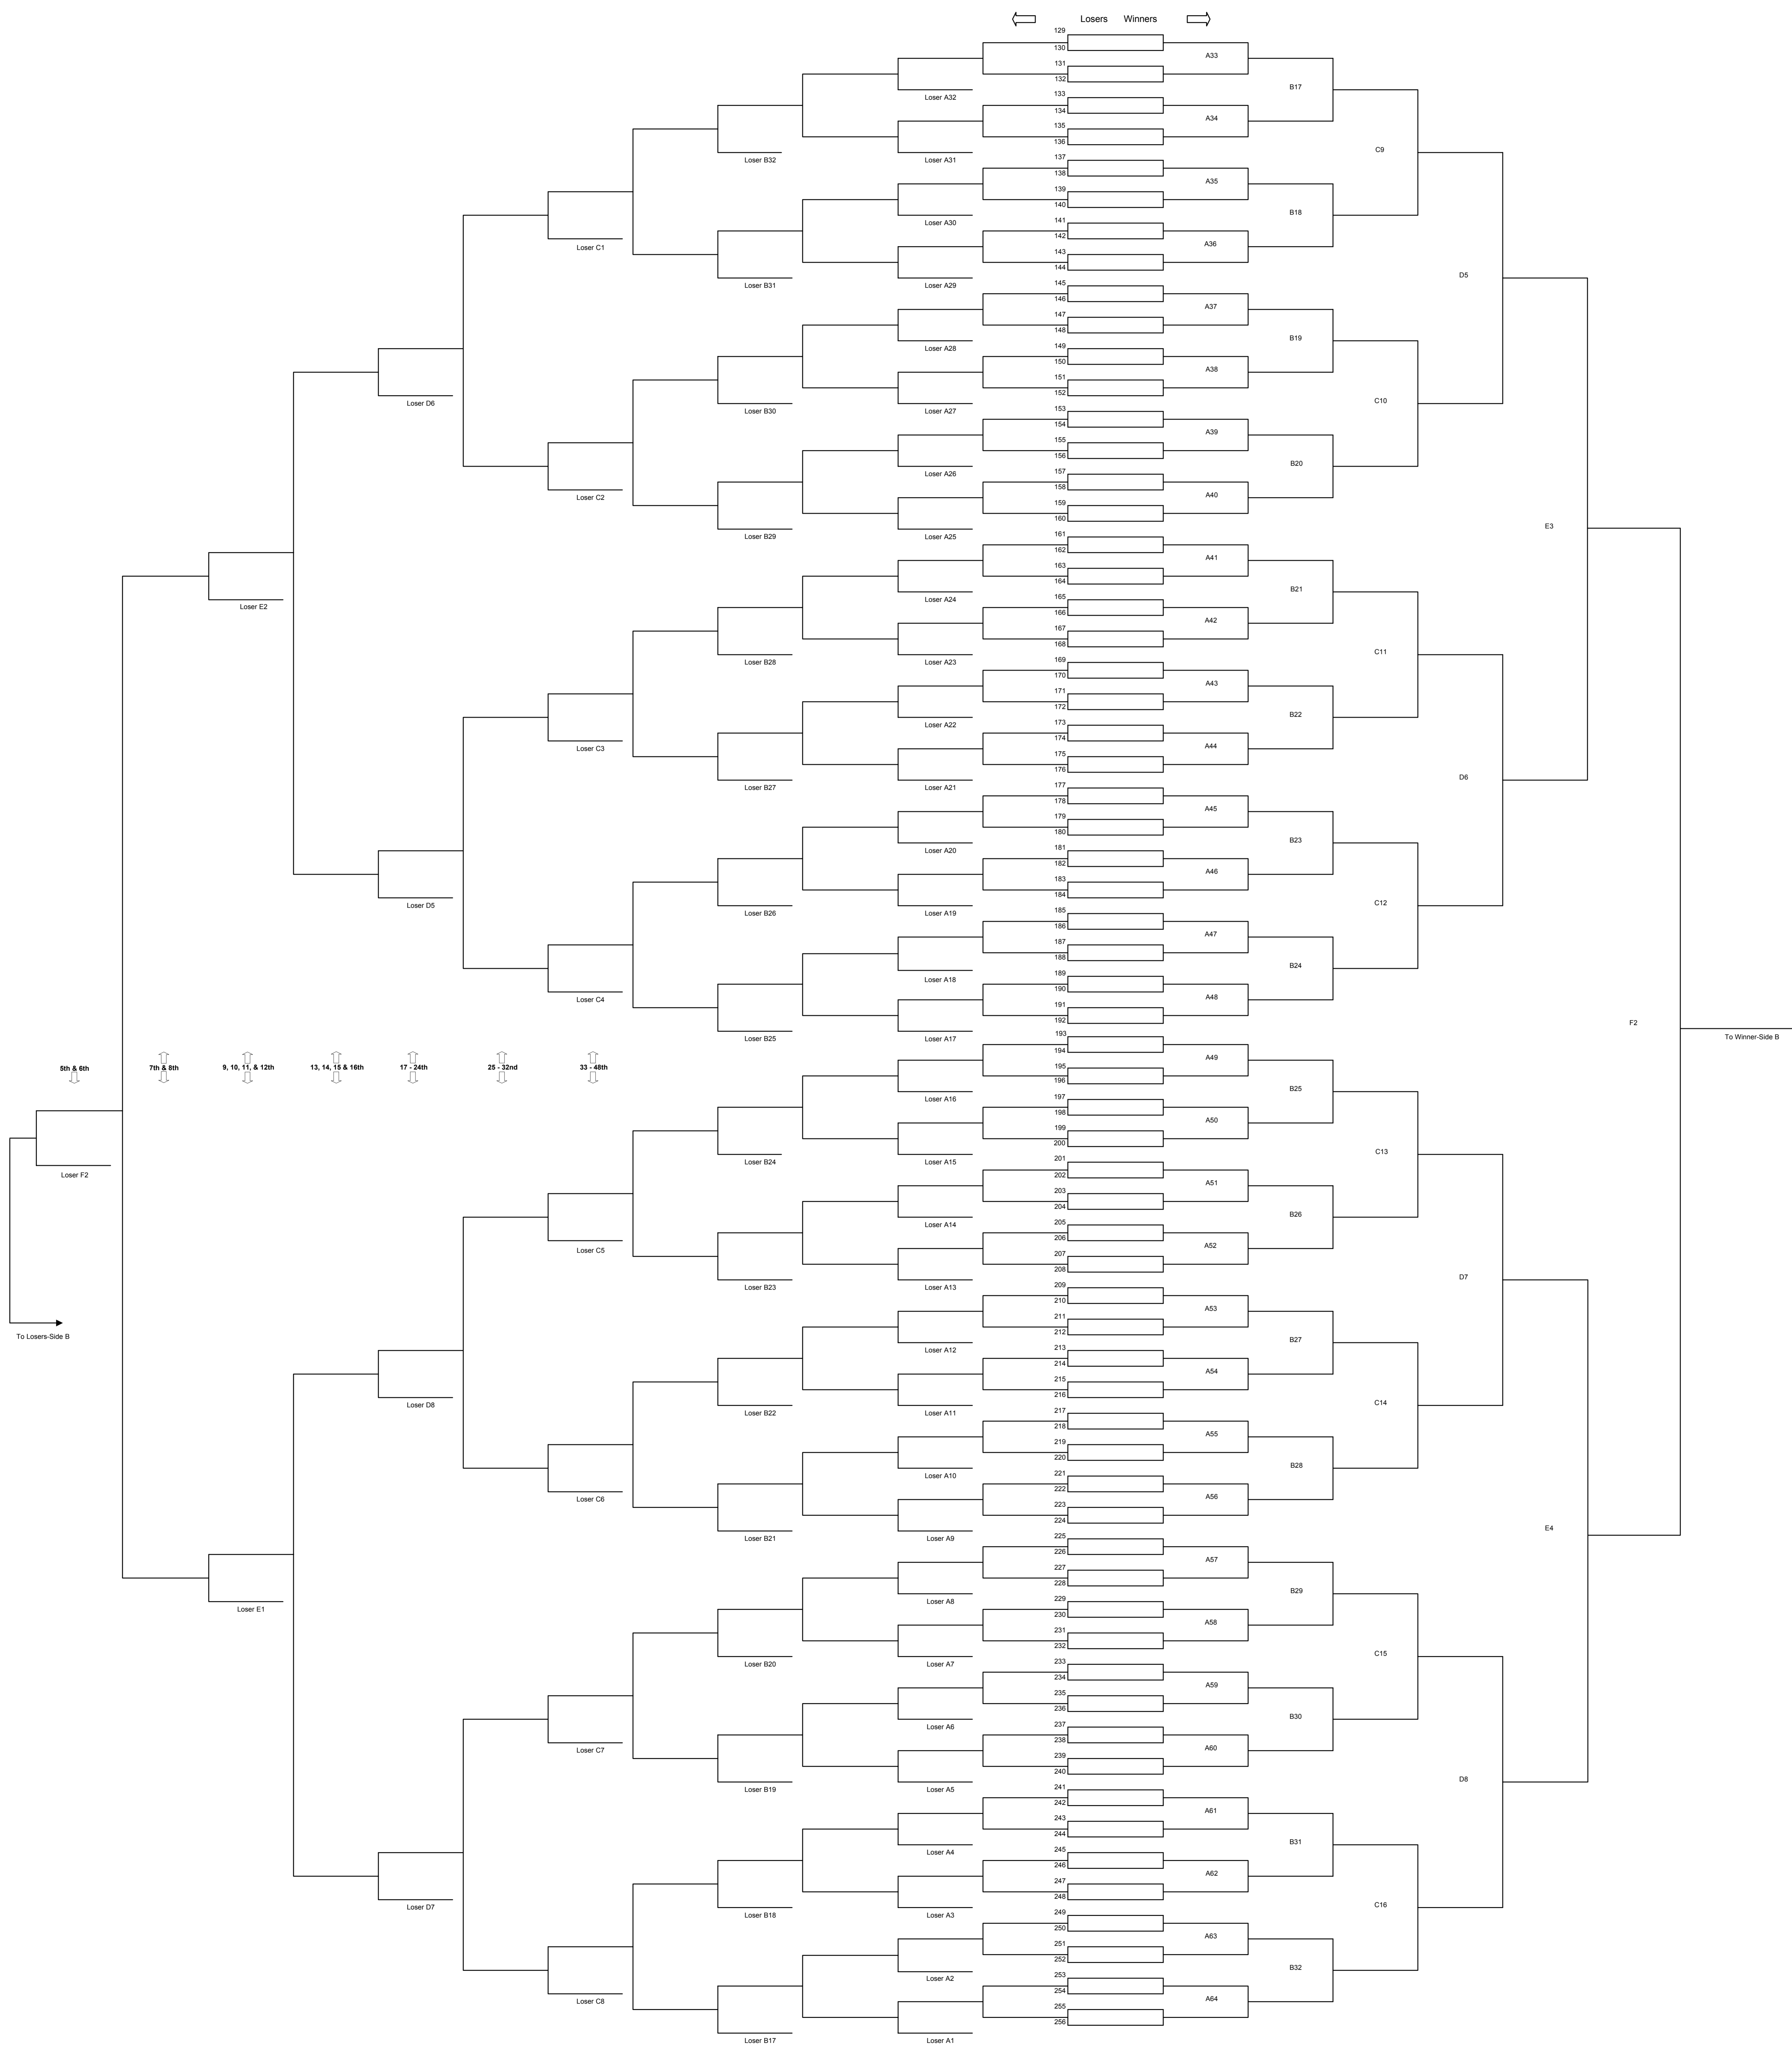 Losers Winners
129
130
A33
131
132
B17
Loser A32
133
134
A34
135
136
C9
Loser B32
Loser A31
137
138
A35
139
140
B18
Loser A30
141
142
A36
Loser C1
143
144
D5
Loser B31
Loser A29
145
146
A37
147
148
B19
Loser A28
149
150
A38
151
152
C10
Loser D6
Loser B30
Loser A27
153
154
A39
155
156
B20
Loser A26
157
158
A40
Loser C2
159
160
E3
Loser B29
Loser A25
161
162
A41
163
164
B21
Loser A24
Loser E2
165
166
A42
167
168
C11
Loser B28
Loser A23
169
170
A43
171
172
B22
Loser A22
173
174
A44
Loser C3
175
176
D6
Loser B27
Loser A21
177
178
A45
179
180
B23
Loser A20
181
182
A46
183
184
C12
Loser D5
Loser B26
Loser A19
185
186
A47
187
188
B24
Loser A18
189
190
A48
Loser C4
191
192
F2
193
Loser B25
Loser A17
To Winner-Side B
194
A49
195
5th & 6th
7th & 8th
9, 10, 11, & 12th
13, 14, 15 & 16th
17 - 24th
25 - 32nd
33 - 48th
196
B25
Loser A16
197
198
A50
199
200
C13
Loser B24
Loser A15
Loser F2
201
202
A51
203
204
B26
Loser A14
205
206
A52
Loser C5
207
208
D7
Loser B23
Loser A13
209
210
A53
211
212
To Losers-Side B
B27
Loser A12
213
214
A54
215
216
C14
Loser D8
Loser B22
Loser A11
217
218
A55
219
220
B28
Loser A10
221
222
A56
Loser C6
223
224
E4
Loser B21
Loser A9
225
226
A57
227
228
B29
Loser A8
Loser E1
229
230
A58
231
232
C15
Loser B20
Loser A7
233
234
A59
235
236
B30
Loser A6
237
238
A60
Loser C7
239
240
D8
Loser B19
Loser A5
241
242
A61
243
244
B31
Loser A4
245
246
A62
247
248
C16
Loser D7
Loser B18
Loser A3
249
250
A63
251
252
B32
Loser A2
253
254
A64
Loser C8
255
256
Loser B17
Loser A1